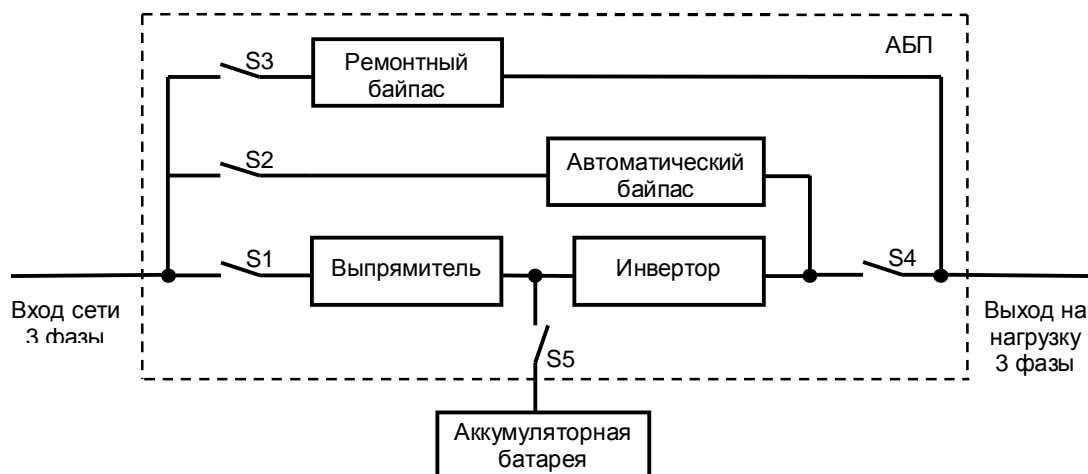 АБП
S3
Ремонтный
байпас
S2
Автоматический
байпас
S1
Выпрямитель
Инвертор
S4
Вход сети
3 фазы
Выход на
нагрузку
3 фазы
S5
Аккумуляторная
батарея